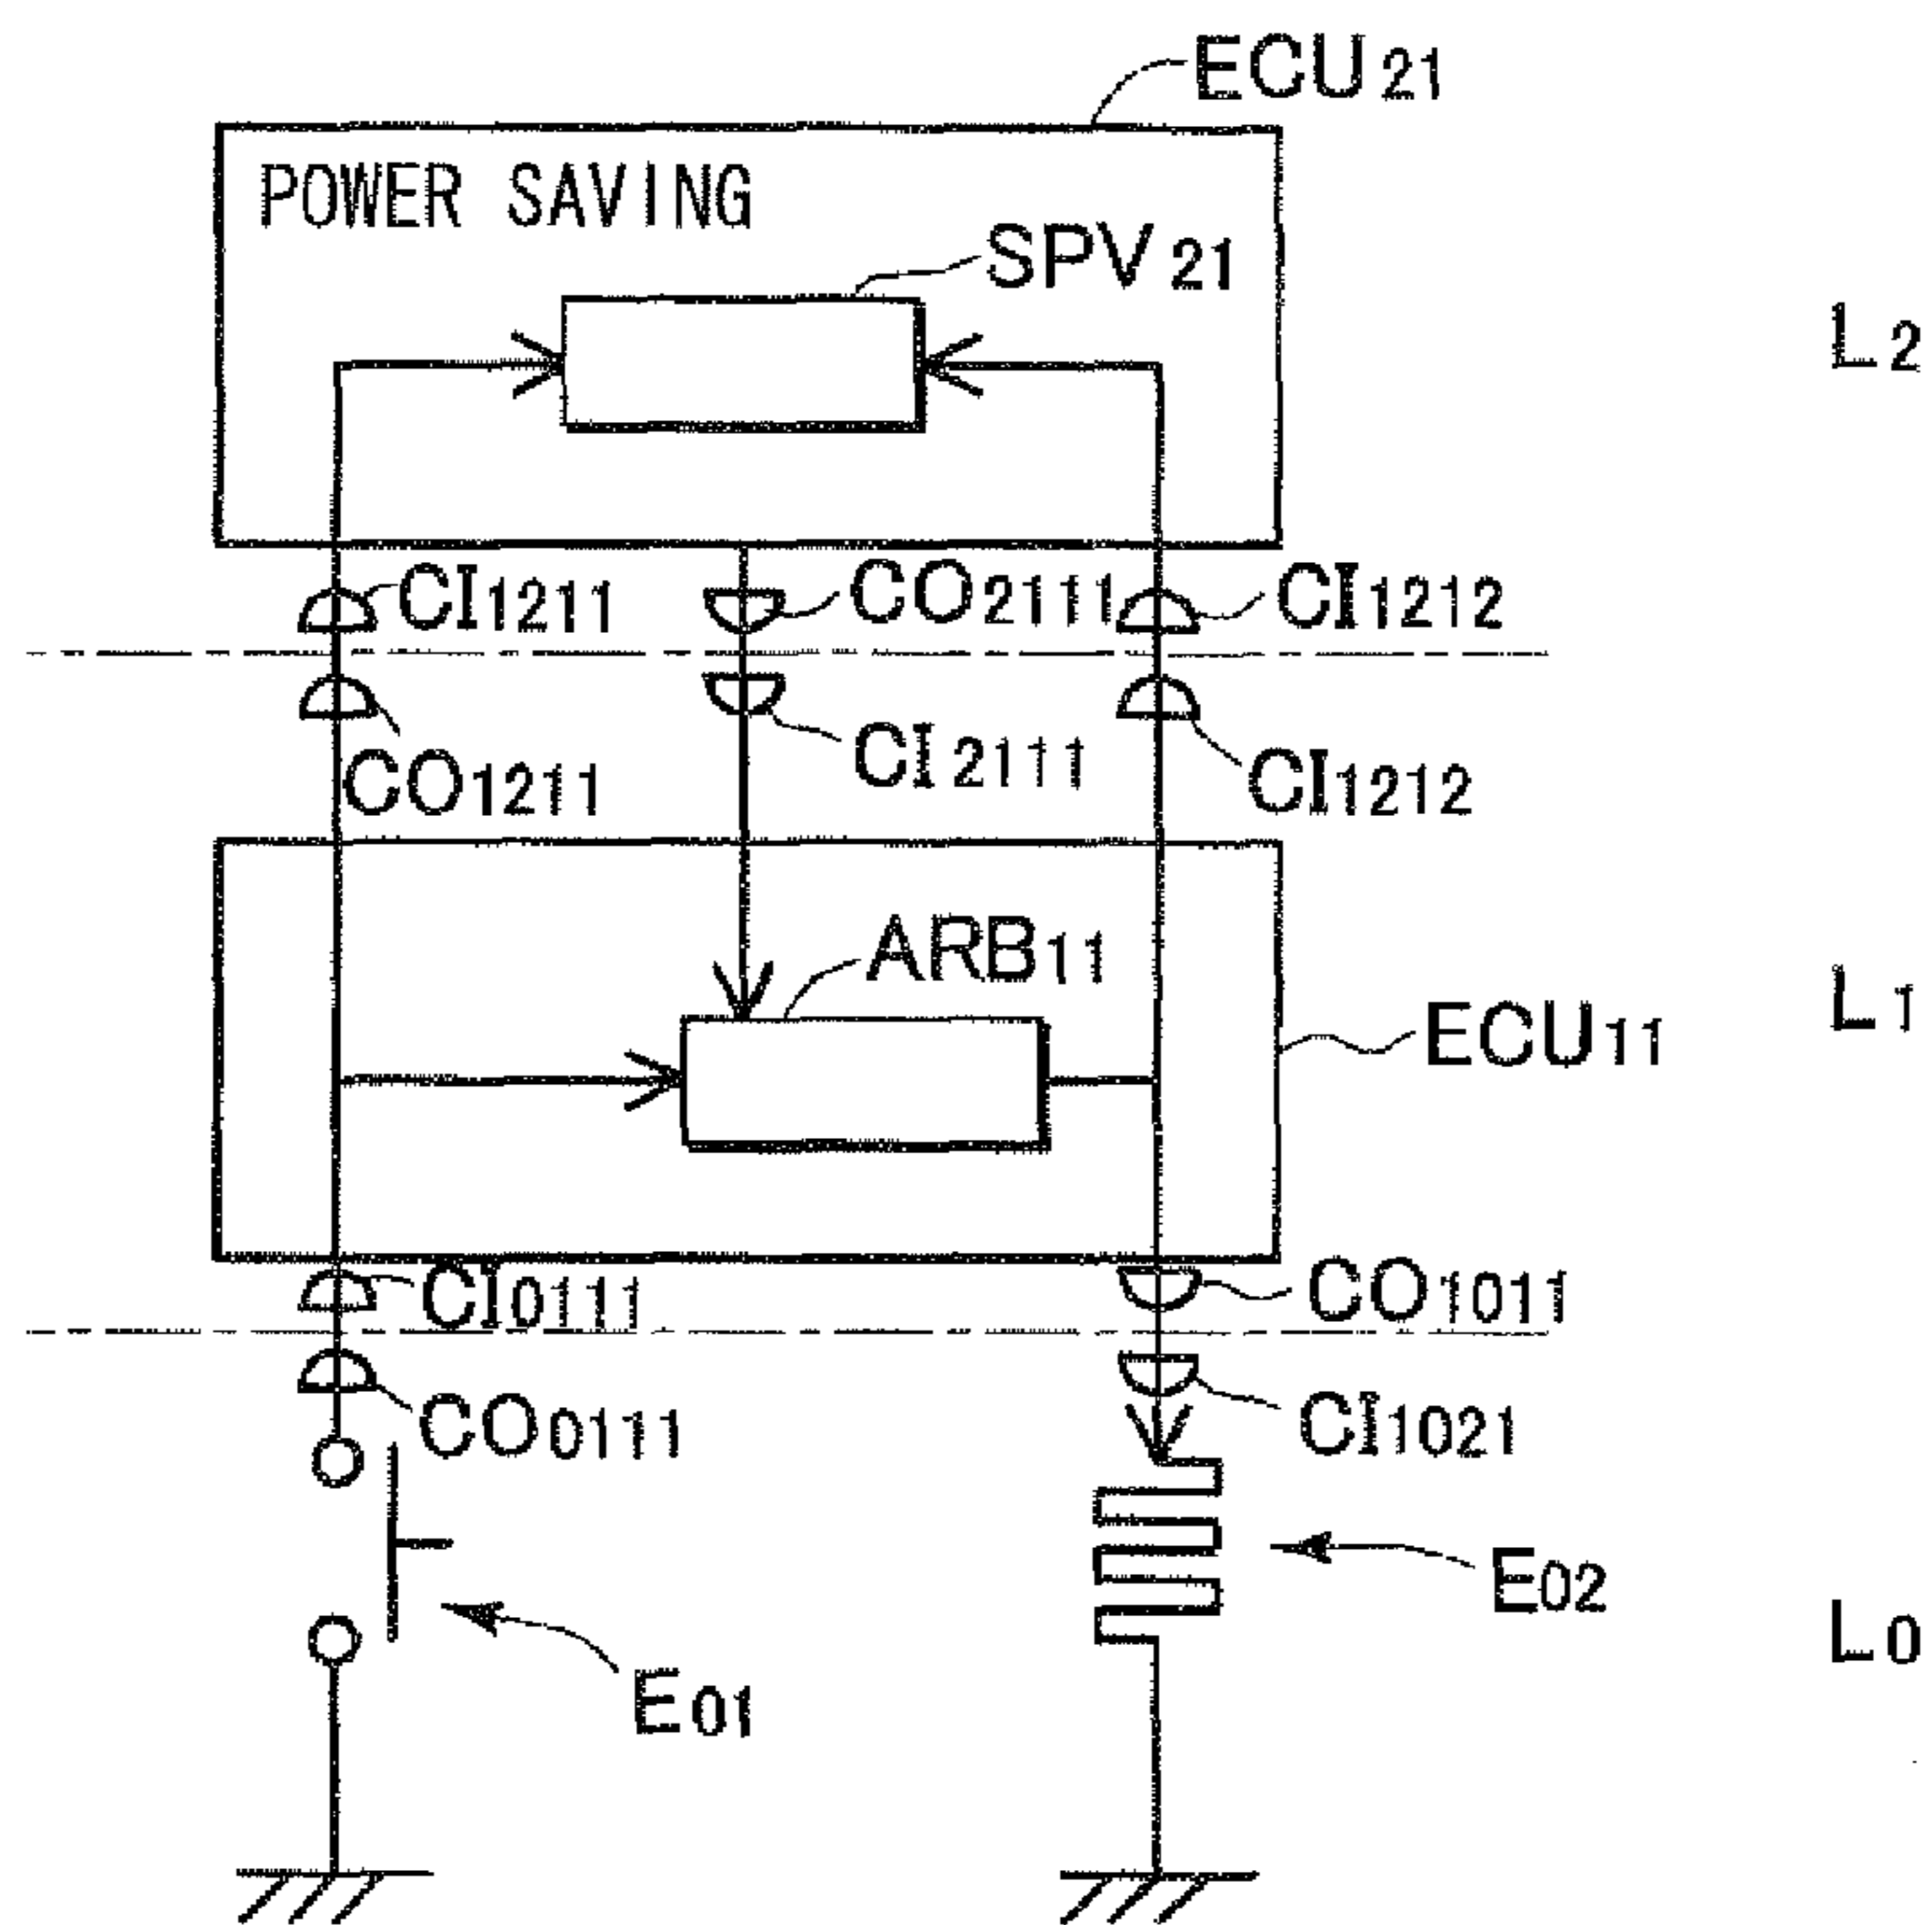 ECU21
POWER SAVING
SPV21
L2
CI1211
CO2111
CI1212
CO1211
CI2111
CI1212
ARB11
L1
ECU11
CI0111
CO1011
CO0111
CI1021
E02
E01
L0